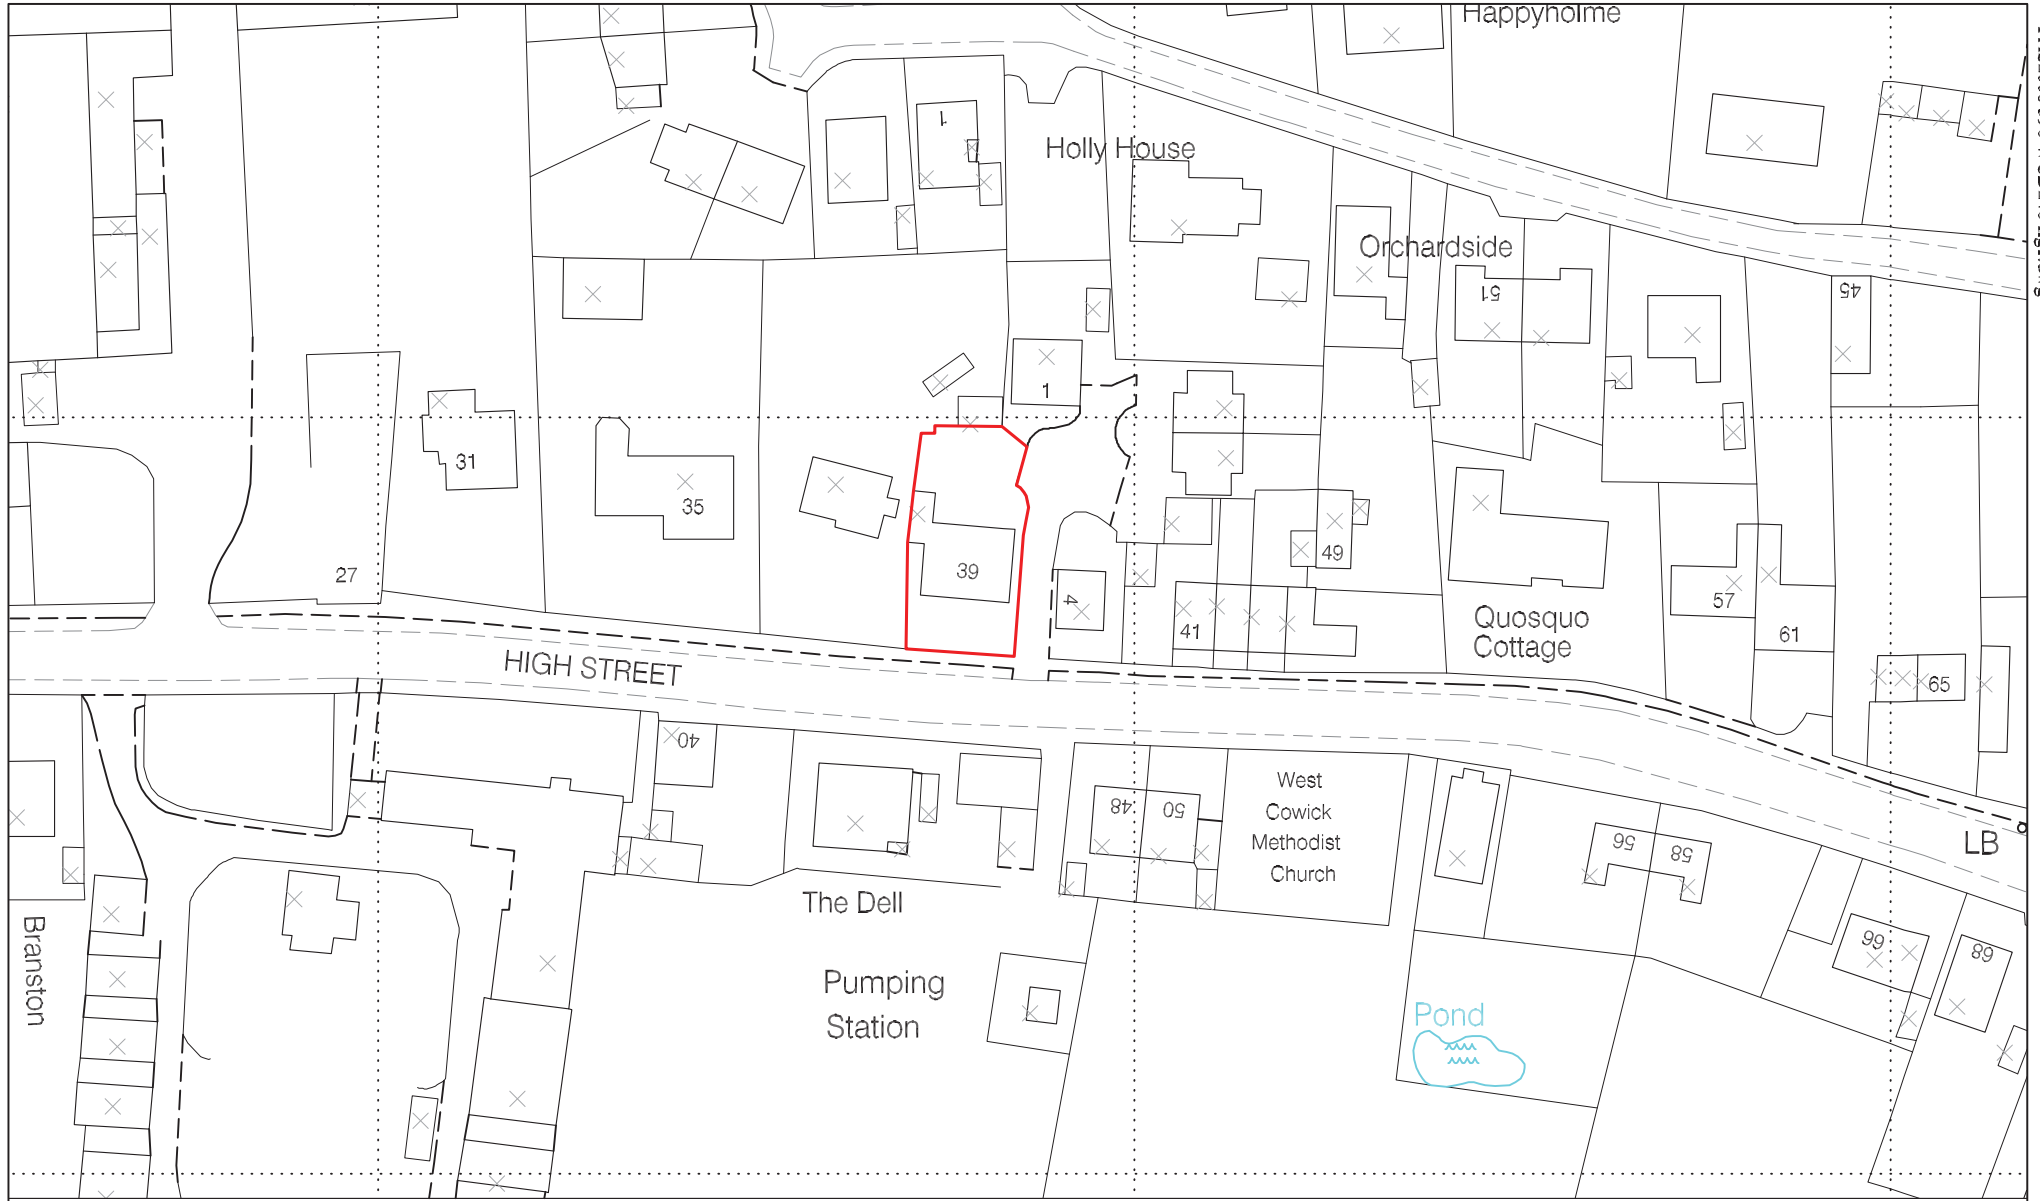 Happyholme
1
Holly House
Orchardside
51
45
1
31
35
27
39
4
49
41
Quosquo
Cottage
57
61
65
HIGH STREET
40
48
50
West
Cowick
Methodist
Church
56
58
LB
The Dell
Branston
Pumping
Station
66
68
Pond